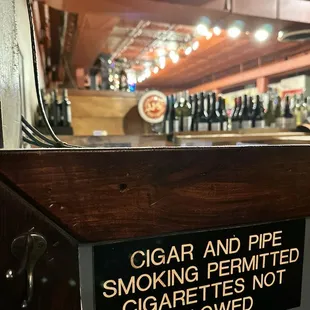 CIGAR AND PIPE
SMOKING PERMITTED
CIGARETTES NOT